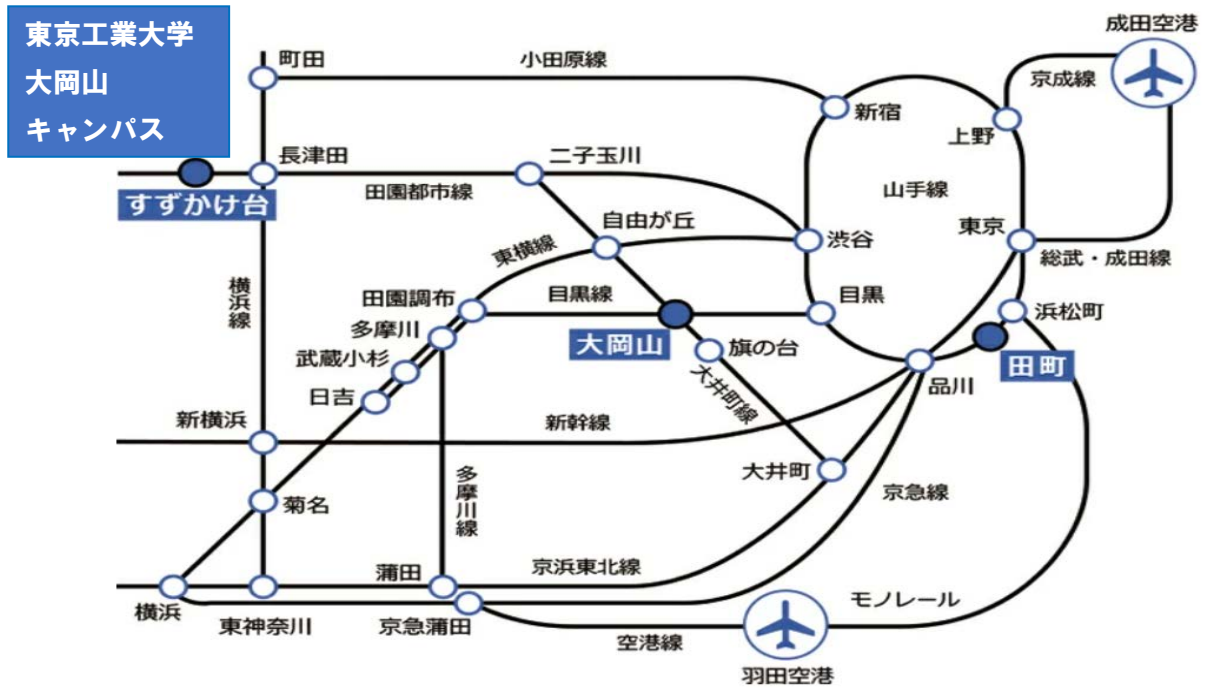 東京工業大学
大岡山
キャンパス
成田空港
町田
小田原線
京成線
新宿
上野
長津田
二子玉川
すずかけ台
田園都市線
山手線
自由が丘
東横線
渋谷
東京
総武・成田線
横浜線
田園調布
目黒線
目黒
浜松町
多摩川
大岡山
旗の台
田町
武蔵小杉
大井町線
品川
日吉
新横浜
新幹線
大井町
多摩川線
京急線
菊名
蒲田
京浜東北線
横浜
東神奈川
京急蒲田
空港線
モノレール
羽田空港